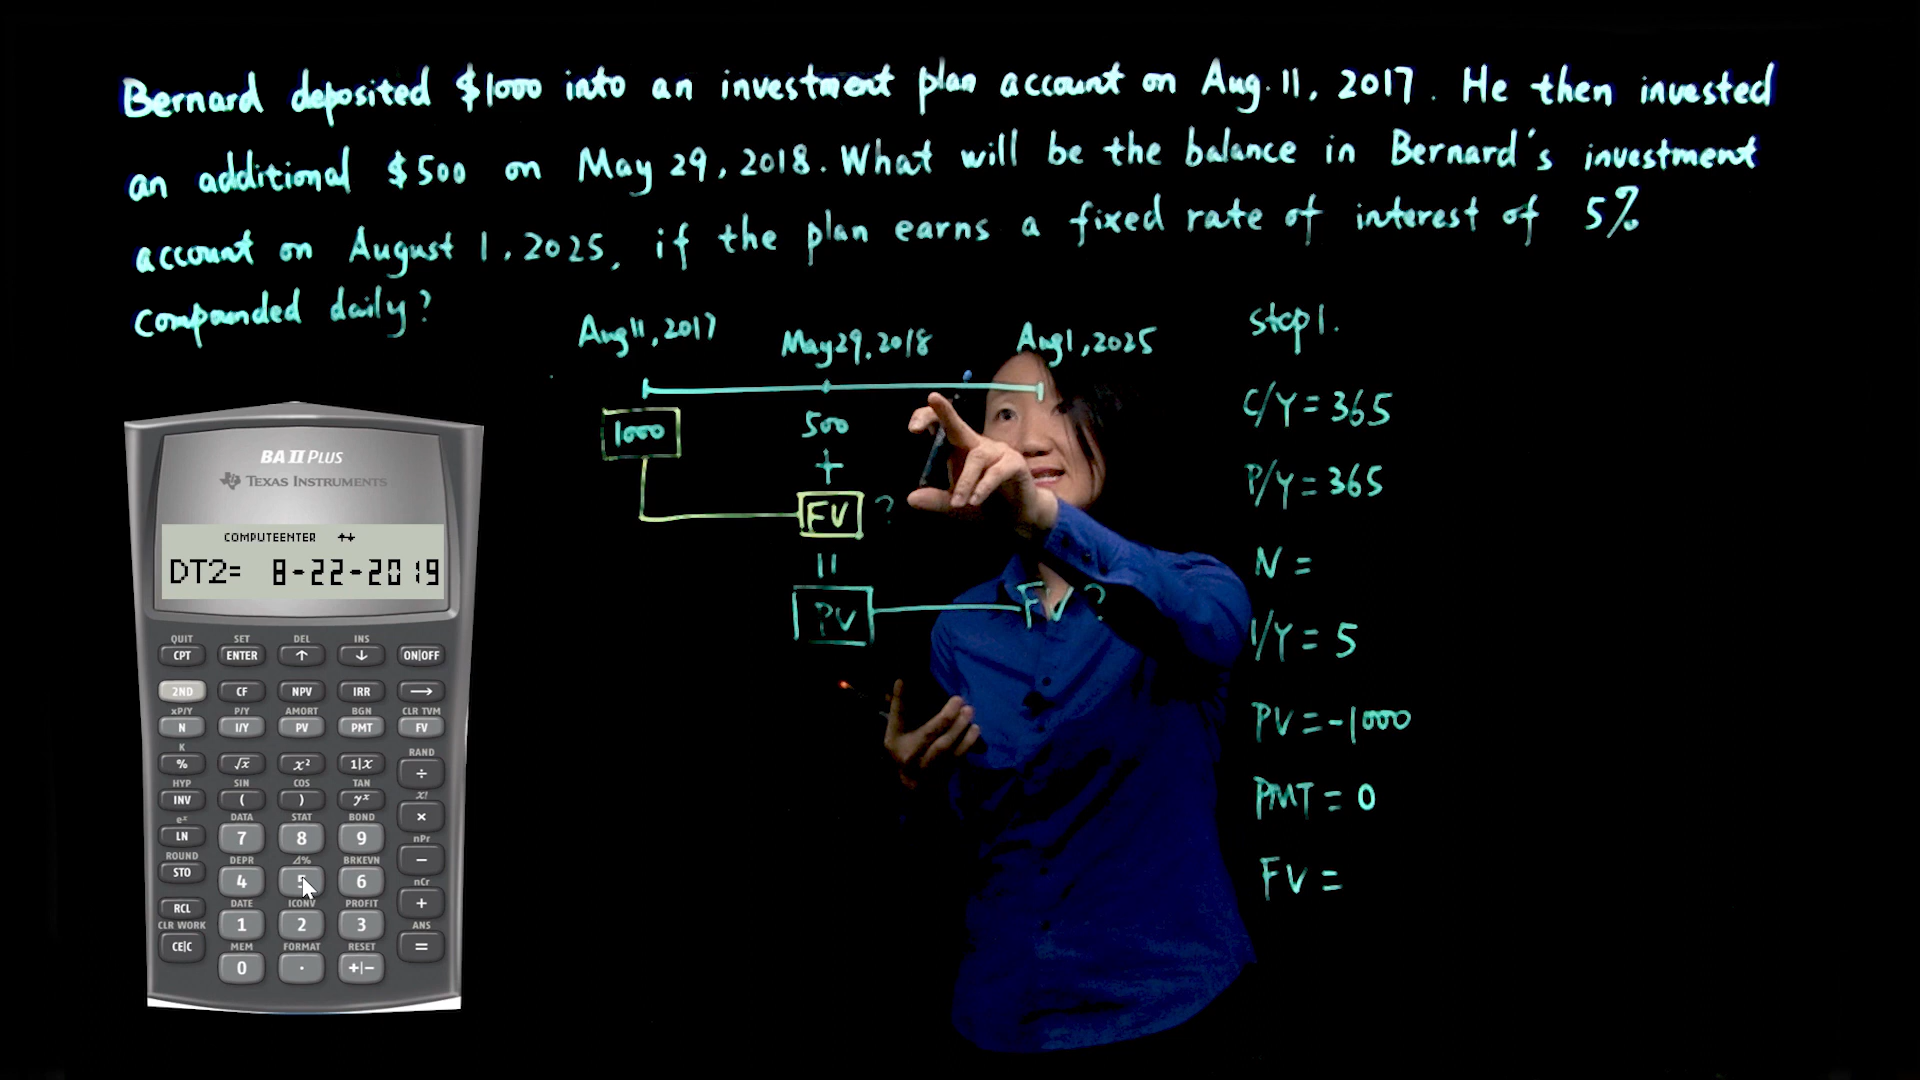 Bernard deposited $1000 into an investment plan account on Aug. 11, 2017. He then invested
an additional $500 on May 29, 2018. What will be the balance in Bernard's investment
account on August 1, 2025, if the plan earns a fixed rate of interest of 5%
compounded daily?
Aug 11, 2017 May 29, 2018 Aug 1, 2025
1000 500
+
FV ?
=
PV FV ?
step 1.
C/Y = 365
P/Y = 365
N =
I/Y = 5
PV = -1000
PMT = 0
FV =
BA II PLUS
TEXAS INSTRUMENTS
COMPUTE ENTER ↑↓
DT2= 8-22-2019
QUIT SET DEL INS
CPT ENTER ↑ ↓ ON|OFF
2ND CF NPV IRR →
xP/Y P/Y AMORT BGN CLR TVM
N I/Y PV PMT FV
K RAND
% √x x² 1|x ÷
HYP SIN COS TAN x!
INV ( ) yˣ ×
eˣ DATA STAT BOND nPr
LN 7 8 9 −
ROUND DEPR Δ% BRKEVN nCr
STO 4 5 6 +
DATE ICONV PROFIT ANS
RCL 1 2 3 =
CLR WORK MEM FORMAT RESET
CE|C 0 . +|−